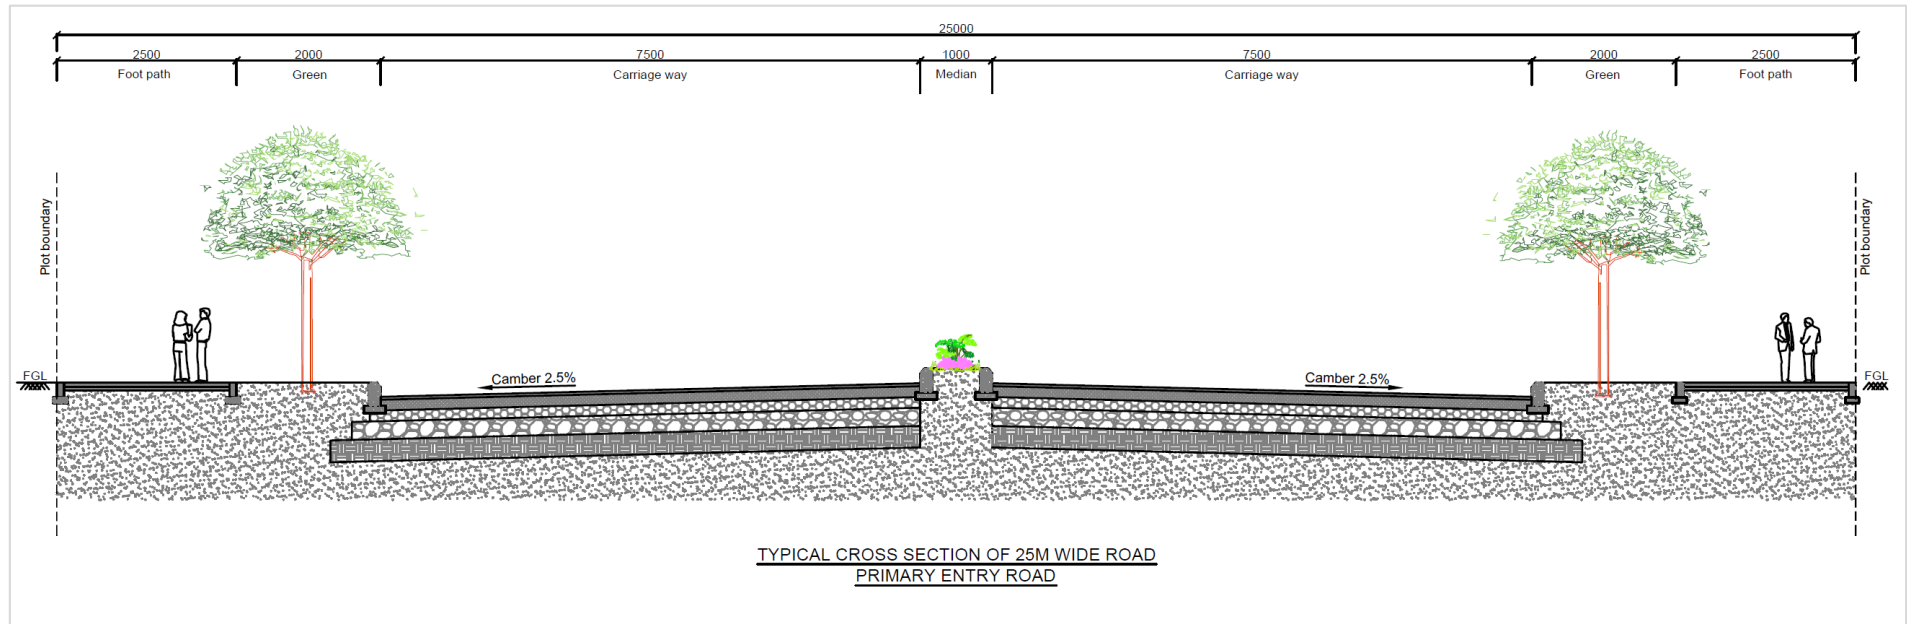 25000
2500 2000 7500 1000 7500 2000 2500
Foot path Green Carriage way Median Carriage way Green Foot path
Plot boundary
Plot boundary
FGL
Camber 2.5%
Camber 2.5%
FGL
TYPICAL CROSS SECTION OF 25M WIDE ROAD
PRIMARY ENTRY ROAD